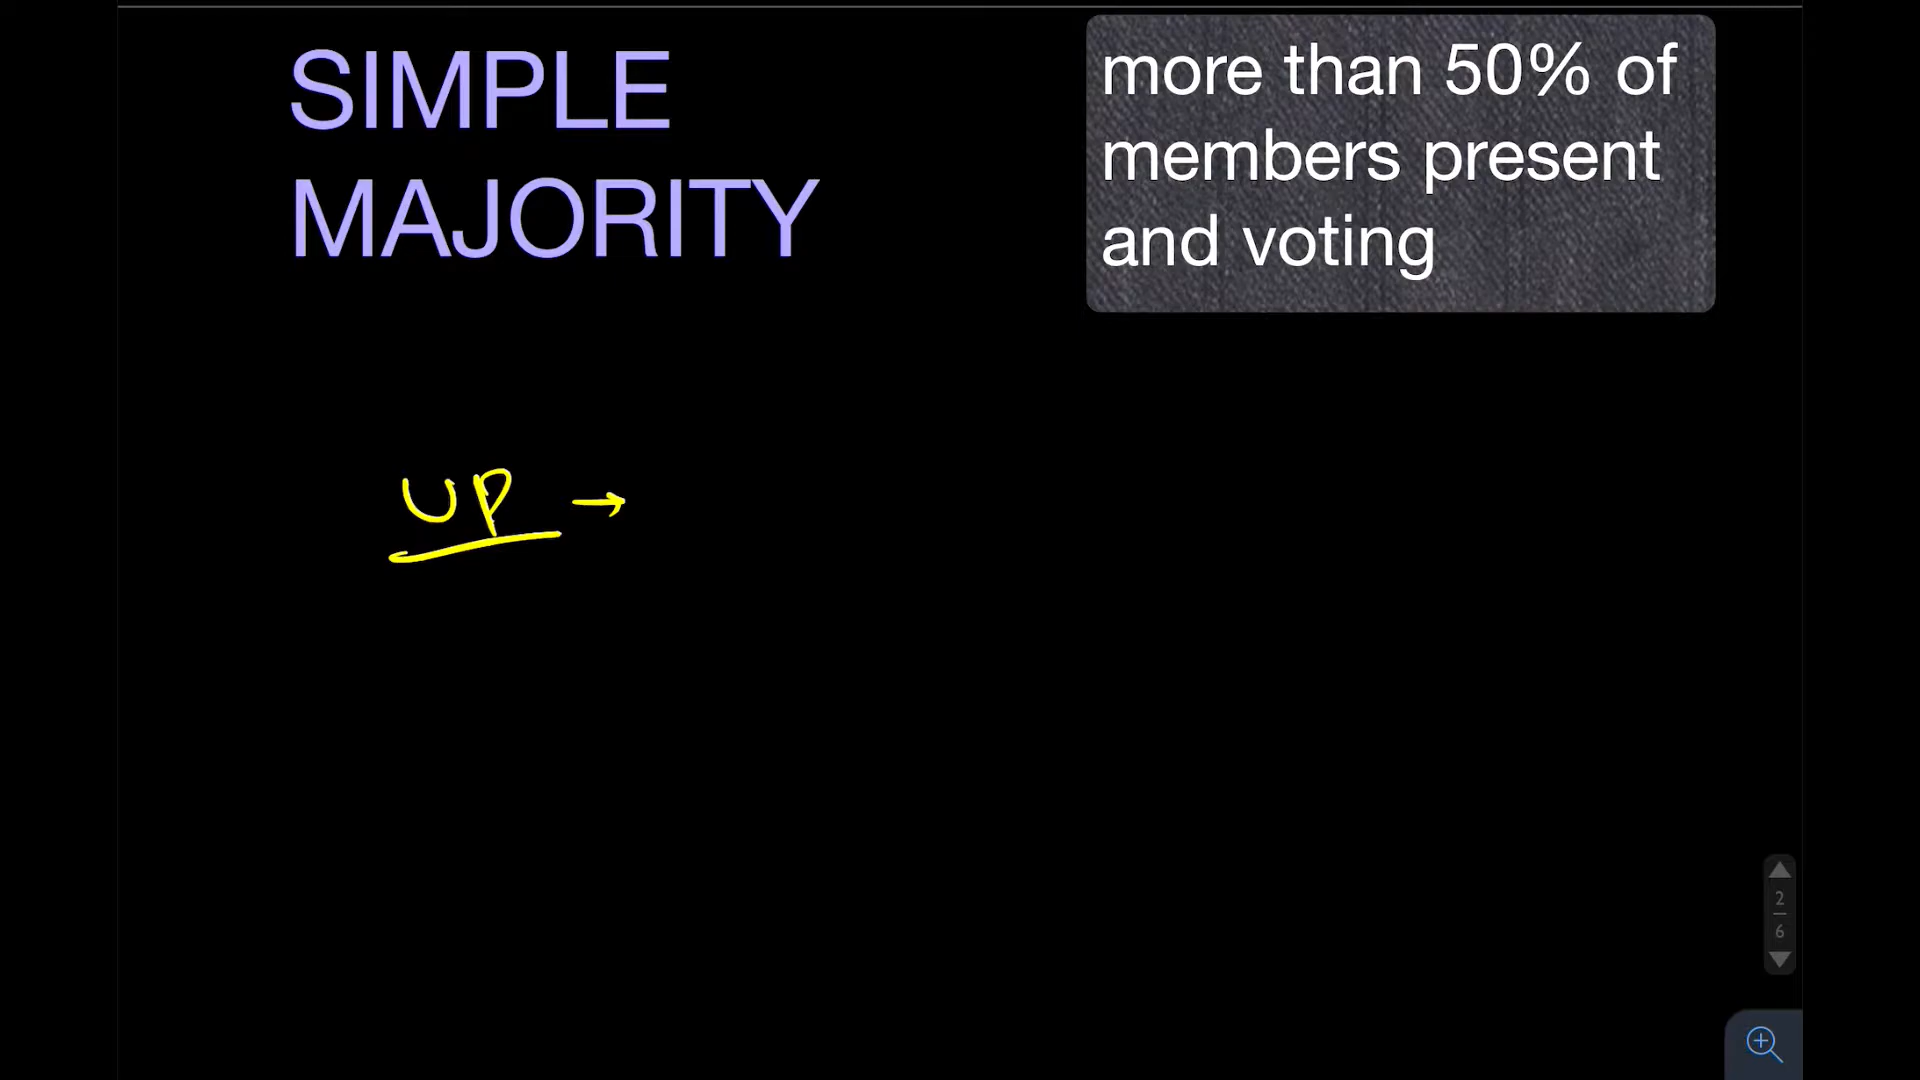 SIMPLE
MAJORITY
more than 50% of
members present
and voting
UP →
2
6